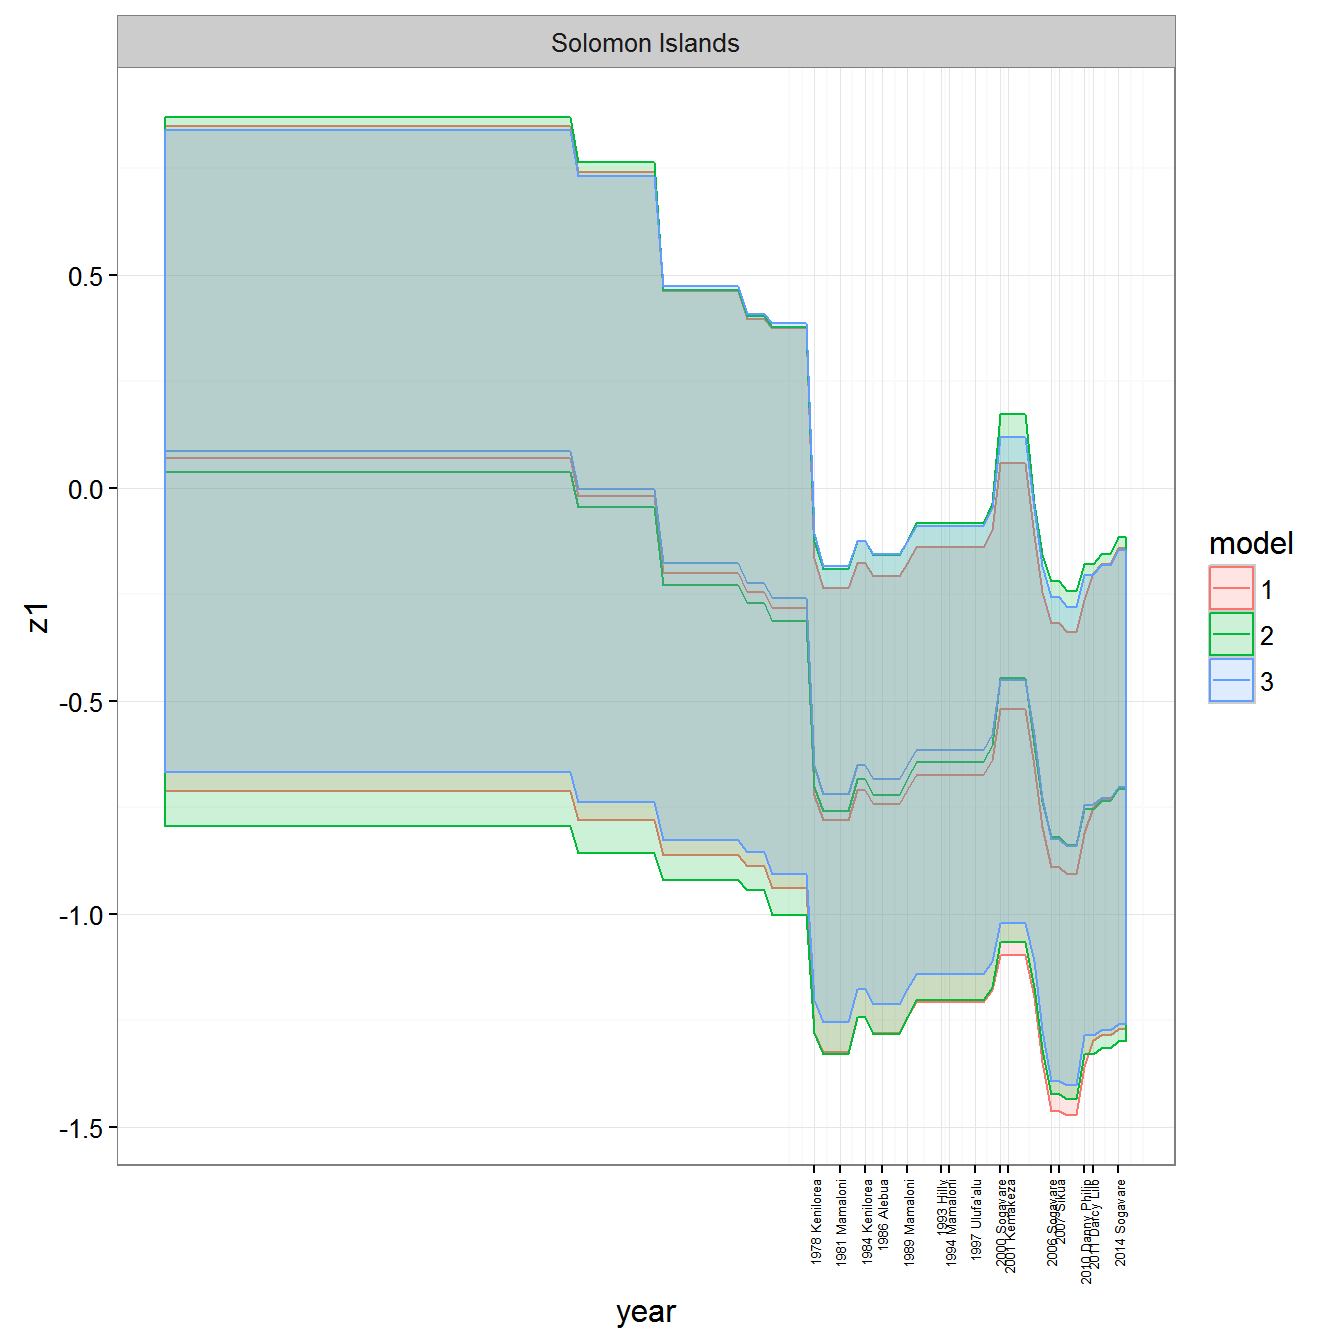 Solomon Islands
0.5
0.0
-0.5
-1.0
-1.5
z1
1978 Kenilorea
1981 Mamaloni
1984 Kenilorea
1986 Alebua
1989 Mamaloni
1993 Hilly
1994 Mamaloni
1997 Ulufa'alu
2000 Sogavare
2001 Kemakeza
2006 Sogavare
2007 Sikua
2010 Danny Philip
2011 Darcy Lilo
2014 Sogavare
year
model
1
2
3